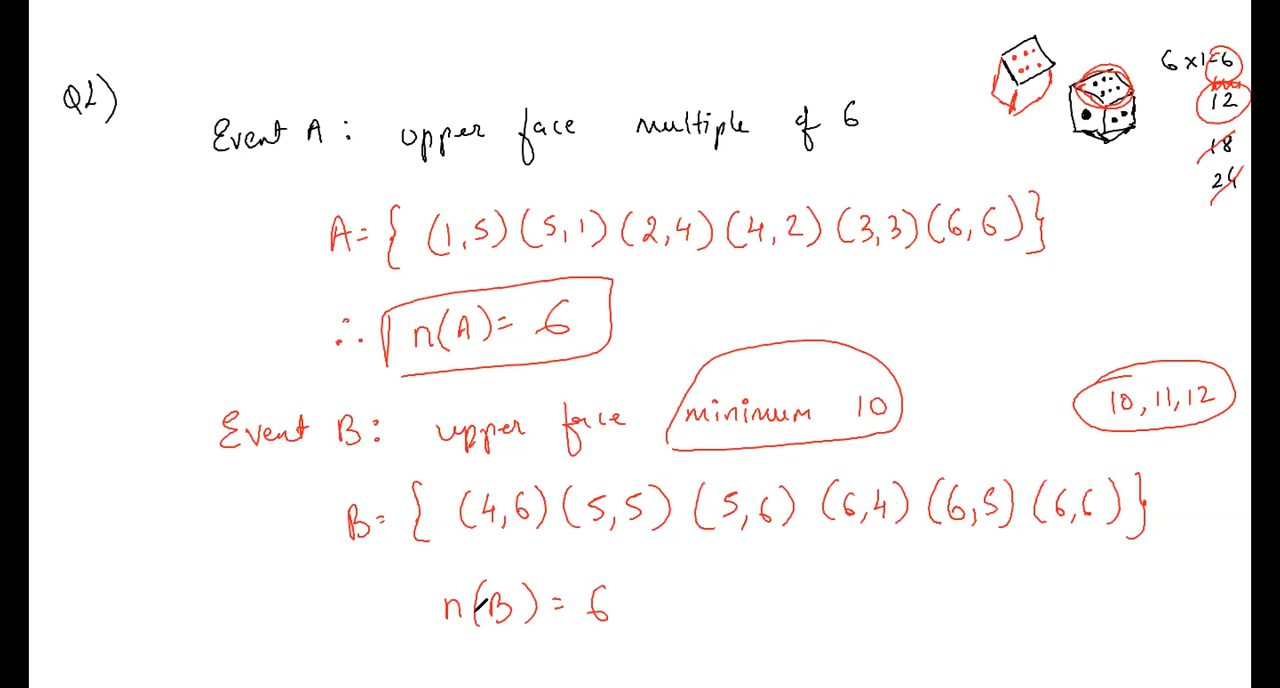 Q2)
6 x 1 = 6
12
18
24
Event A: upper face multiple of 6
A = { (1,5) (5,1) (2,4) (4,2) (3,3) (6,6) }
∴ n(A) = 6
Event B: upper face minimum 10
10, 11, 12
B = { (4,6) (5,5) (5,6) (6,4) (6,5) (6,6) }
n(B) = 6